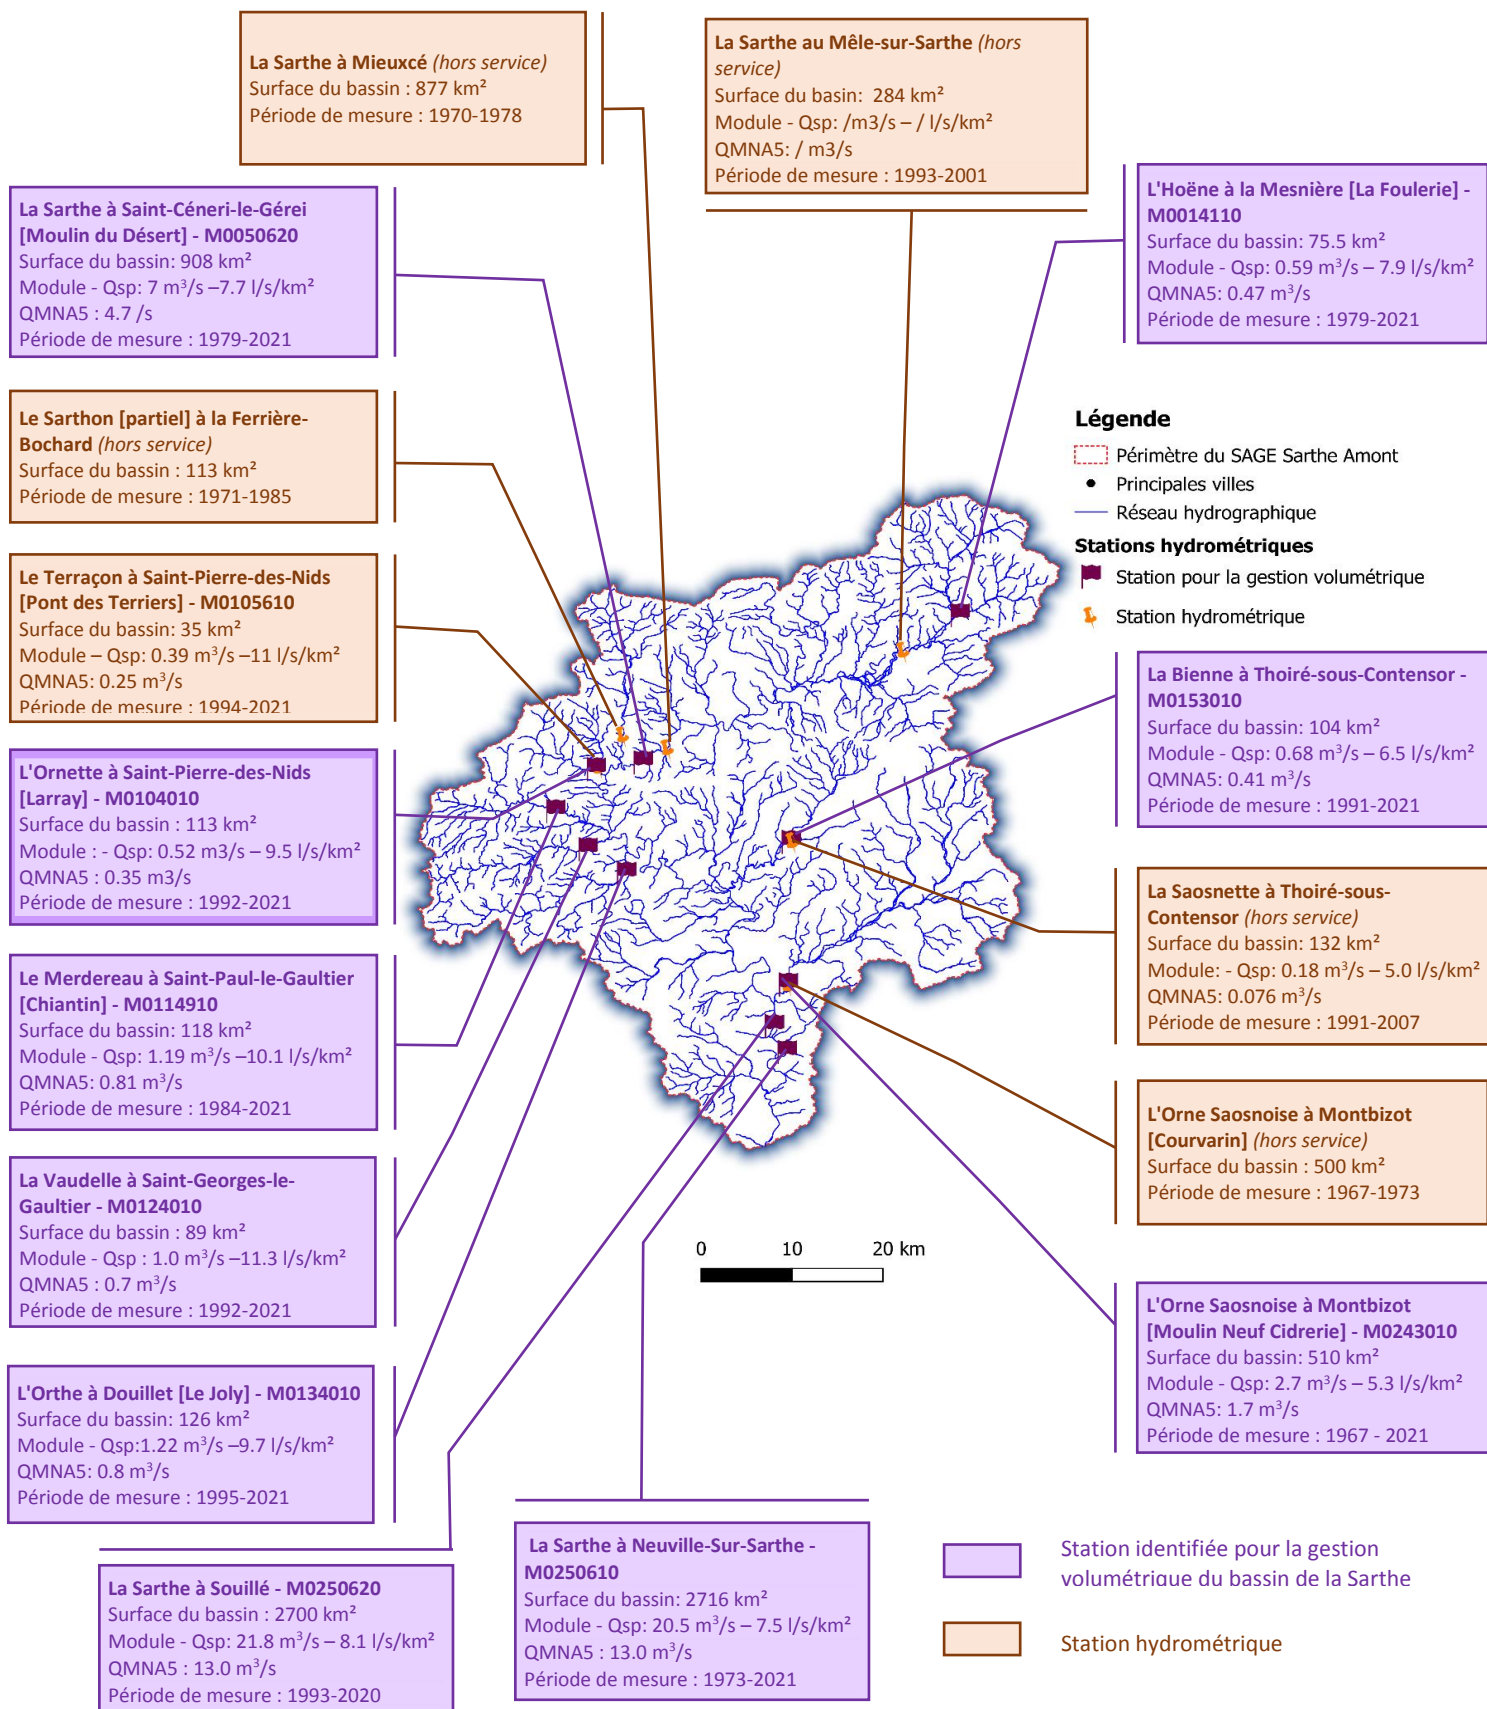 La Sarthe à Mieuxcé (hors service)
Surface du bassin : 877 km²
Période de mesure : 1970-1978
La Sarthe au Mêle-sur-Sarthe (hors
service)
Surface du basin:  284 km²
Module - Qsp: /m3/s – / l/s/km²
QMNA5: / m3/s
Période de mesure : 1993-2001
La Sarthe à Saint-Céneri-le-Gérei
[Moulin du Désert] - M0050620
Surface du bassin: 908 km²
Module - Qsp: 7 m³/s –7.7 l/s/km²
QMNA5 : 4.7 /s
Période de mesure : 1979-2021
L'Hoëne à la Mesnière [La Foulerie] -
M0014110
Surface du bassin: 75.5 km²
Module - Qsp: 0.59 m³/s – 7.9 l/s/km²
QMNA5: 0.47 m³/s
Période de mesure : 1979-2021
Le Sarthon [partiel] à la Ferrière-
Bochard (hors service)
Surface du bassin : 113 km²
Période de mesure : 1971-1985
Légende
Périmètre du SAGE Sarthe Amont
Principales villes
Réseau hydrographique
Stations hydrométriques
Station pour la gestion volumétrique
Station hydrométrique
Le Terraçon à Saint-Pierre-des-Nids
[Pont des Terriers] - M0105610
Surface du bassin: 35 km²
Module – Qsp: 0.39 m³/s –11 l/s/km²
QMNA5: 0.25 m³/s
Période de mesure : 1994-2021
La Bienne à Thoiré-sous-Contensor -
M0153010
Surface du bassin: 104 km²
Module - Qsp: 0.68 m³/s – 6.5 l/s/km²
QMNA5: 0.41 m³/s
Période de mesure : 1991-2021
L'Ornette à Saint-Pierre-des-Nids
[Larray] - M0104010
Surface du bassin : 113 km²
Module : - Qsp: 0.52 m3/s – 9.5 l/s/km²
QMNA5 : 0.35 m3/s
Période de mesure : 1992-2021
La Saosnette à Thoiré-sous-
Contensor (hors service)
Surface du bassin: 132 km²
Module: - Qsp: 0.18 m³/s – 5.0 l/s/km²
QMNA5: 0.076 m³/s
Période de mesure : 1991-2007
Le Merdereau à Saint-Paul-le-Gaultier
[Chiantin] - M0114910
Surface du bassin: 118 km²
Module - Qsp: 1.19 m³/s –10.1 l/s/km²
QMNA5: 0.81 m³/s
Période de mesure : 1984-2021
L'Orne Saosnoise à Montbizot
[Courvarin] (hors service)
Surface du bassin : 500 km²
Période de mesure : 1967-1973
La Vaudelle à Saint-Georges-le-
Gaultier - M0124010
Surface du bassin : 89 km²
Module - Qsp : 1.0 m³/s –11.3 l/s/km²
QMNA5 : 0.7 m³/s
Période de mesure : 1992-2021
0 10 20 km
L'Orne Saosnoise à Montbizot
[Moulin Neuf Cidrerie] - M0243010
Surface du bassin: 510 km²
Module - Qsp: 2.7 m³/s – 5.3 l/s/km²
QMNA5: 1.7 m³/s
Période de mesure : 1967 - 2021
L'Orthe à Douillet [Le Joly] - M0134010
Surface du bassin: 126 km²
Module - Qsp:1.22 m³/s –9.7 l/s/km²
QMNA5: 0.8 m³/s
Période de mesure : 1995-2021
La Sarthe à Souillé - M0250620
Surface du bassin : 2700 km²
Module - Qsp: 21.8 m³/s – 8.1 l/s/km²
QMNA5 : 13.0 m³/s
Période de mesure : 1993-2020
La Sarthe à Neuville-Sur-Sarthe -
M0250610
Surface du bassin: 2716 km²
Module - Qsp: 20.5 m³/s – 7.5 l/s/km²
QMNA5 : 13.0 m³/s
Période de mesure : 1973-2021
Station identifiée pour la gestion
volumétrique du bassin de la Sarthe
Station hydrométrique